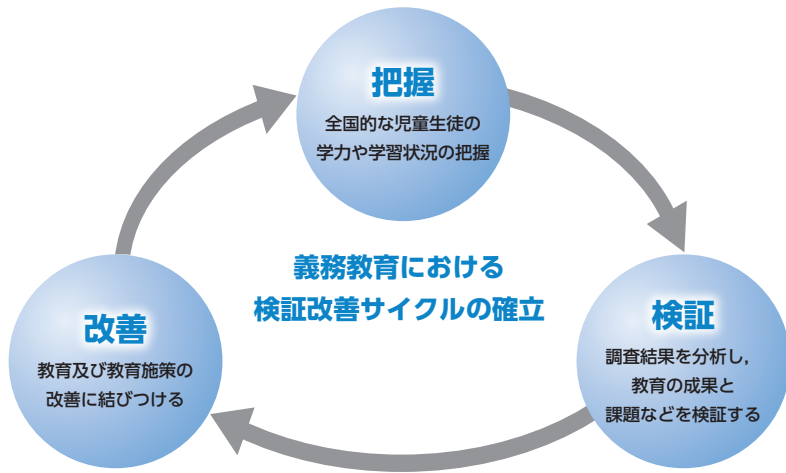 把握
全国的な児童生徒の
学力や学習状況の把握
義務教育における
検証改善サイクルの確立
検証
調査結果を分析し，
教育の成果と
課題などを検証する
改善
教育及び教育施策の
改善に結びつける